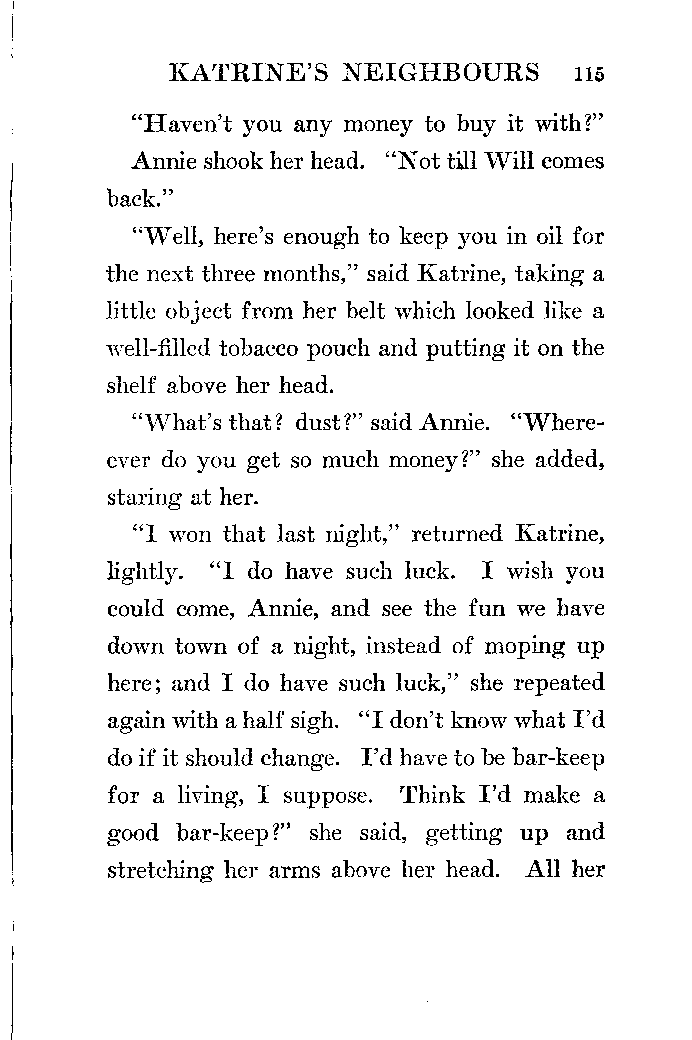 KATRINE'S NEIGHBOURS 115
“Haven't you any money to buy it with?”
Annie shook her head. “Not till Will comes
back.”
“Well, here's enough to keep you in oil for
the next three months,” said Katrine, taking a
little object from her belt which looked like a
well-filled tobacco pouch and putting it on the
shelf above her head.
“What's that? dust?” said Annie. “Where-
ever do you get so much money?” she added,
staring at her.
“I won that last night,” returned Katrine,
lightly. “I do have such luck. I wish you
could come, Annie, and see the fun we have
down town of a night, instead of moping up
here; and I do have such luck,” she repeated
again with a half sigh. “I don't know what I'd
do if it should change. I'd have to be bar-keep
for a living, I suppose. Think I'd make a
good bar-keep?” she said, getting up and
stretching her arms above her head. All her